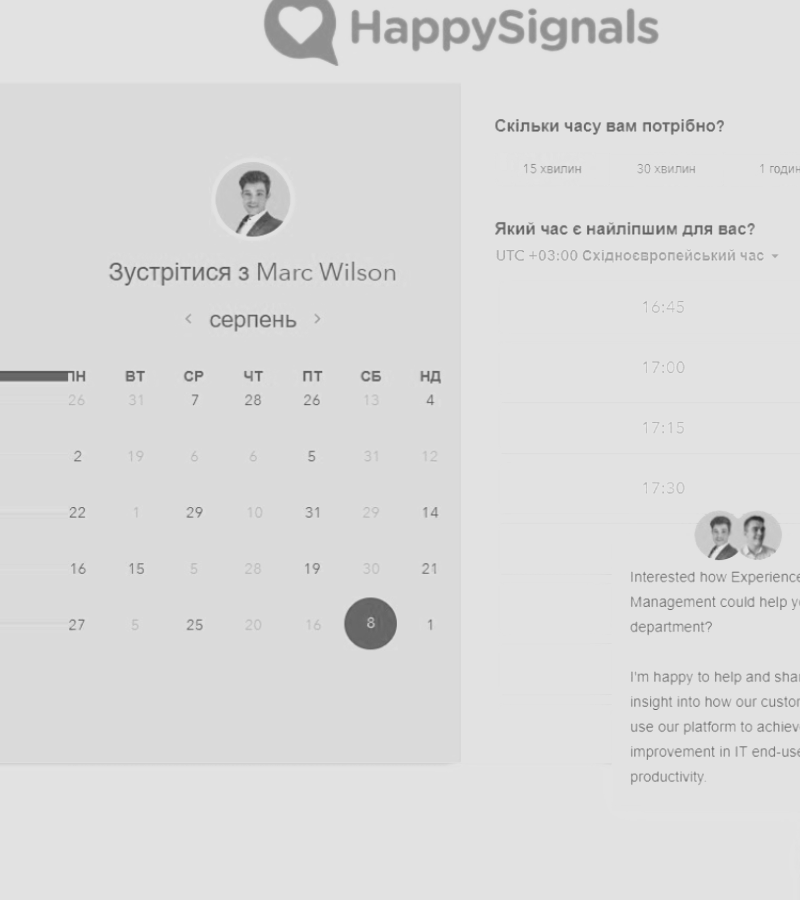 HappySignals
Зустрітися з Marc Wilson
серпень
ПН ВТ СР ЧТ ПТ СБ НД
26 31 7 28 26 13 4
2 19 6 6 5 31 12
22 1 29 10 31 29 14
16 15 5 28 19 30 21
27 5 25 20 16 8 1
Скільки часу вам потрібно?
15 хвилин 30 хвилин 1 годин
Який час є найліпшим для вас?
UTC +03:00 Східноєвропейський час
16:45
17:00
17:15
17:30
Interested how Experience
Management could help yo
department?
I'm happy to help and shar
insight into how our custom
use our platform to achieve
improvement in IT end-use
productivity.